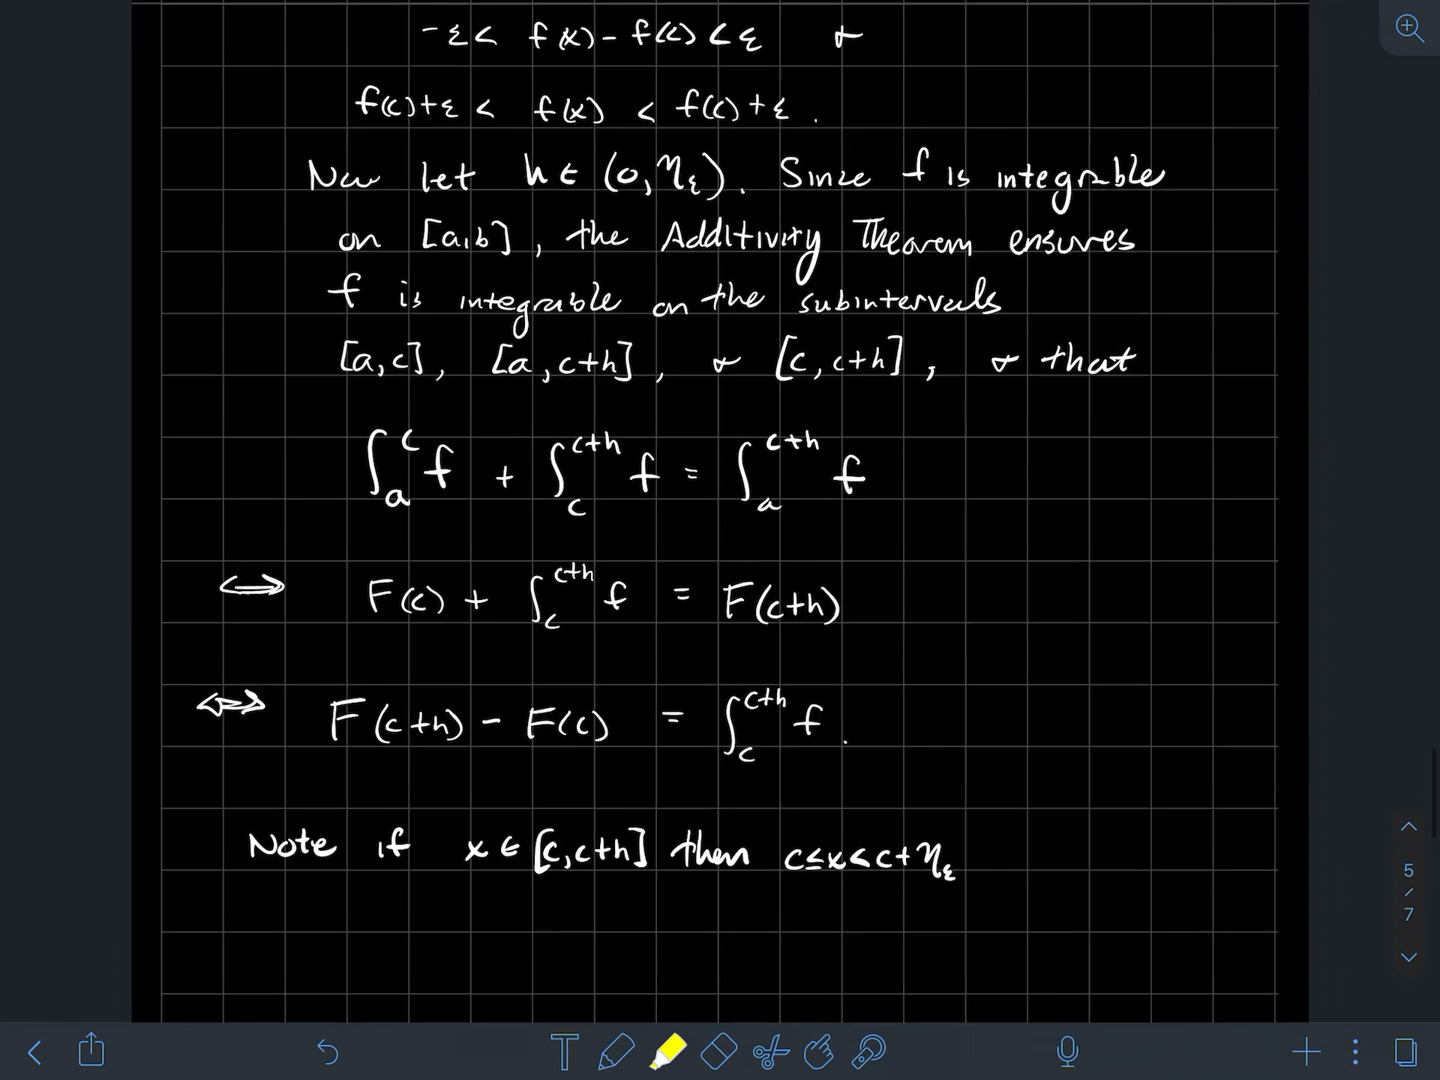 -ε < f(x) - f(c) < ε &
f(c)+ε < f(x) < f(c)+ε.
Now let h ∈ (0, η_ε). Since f is integrable
on [a,b], the Additivity Theorem ensures
f is integrable on the subintervals
[a,c], [a,c+h], & [c,c+h], & that
∫_a^c f + ∫_c^{c+h} f = ∫_a^{c+h} f
⟺ F(c) + ∫_c^{c+h} f = F(c+h)
⟺ F(c+h) - F(c) = ∫_c^{c+h} f.
Note if x ∈ [c,c+h] then c≤x<c+η_ε
5
/
7
T